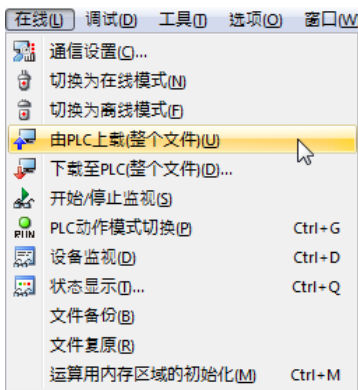 在线(L) 调试(D) 工具(T) 选项(O) 窗口(W
通信设置(C)...
切换为在线模式(N)
切换为离线模式(F)
由PLC上载(整个文件)(U)
下载至PLC(整个文件)(D)...
开始/停止监视(S)
RUN PLC动作模式切换(P) Ctrl+G
设备监视(D) Ctrl+D
状态显示(T)... Ctrl+Q
文件备份(B)
文件复原(R)
运算用内存区域的初始化(M) Ctrl+M